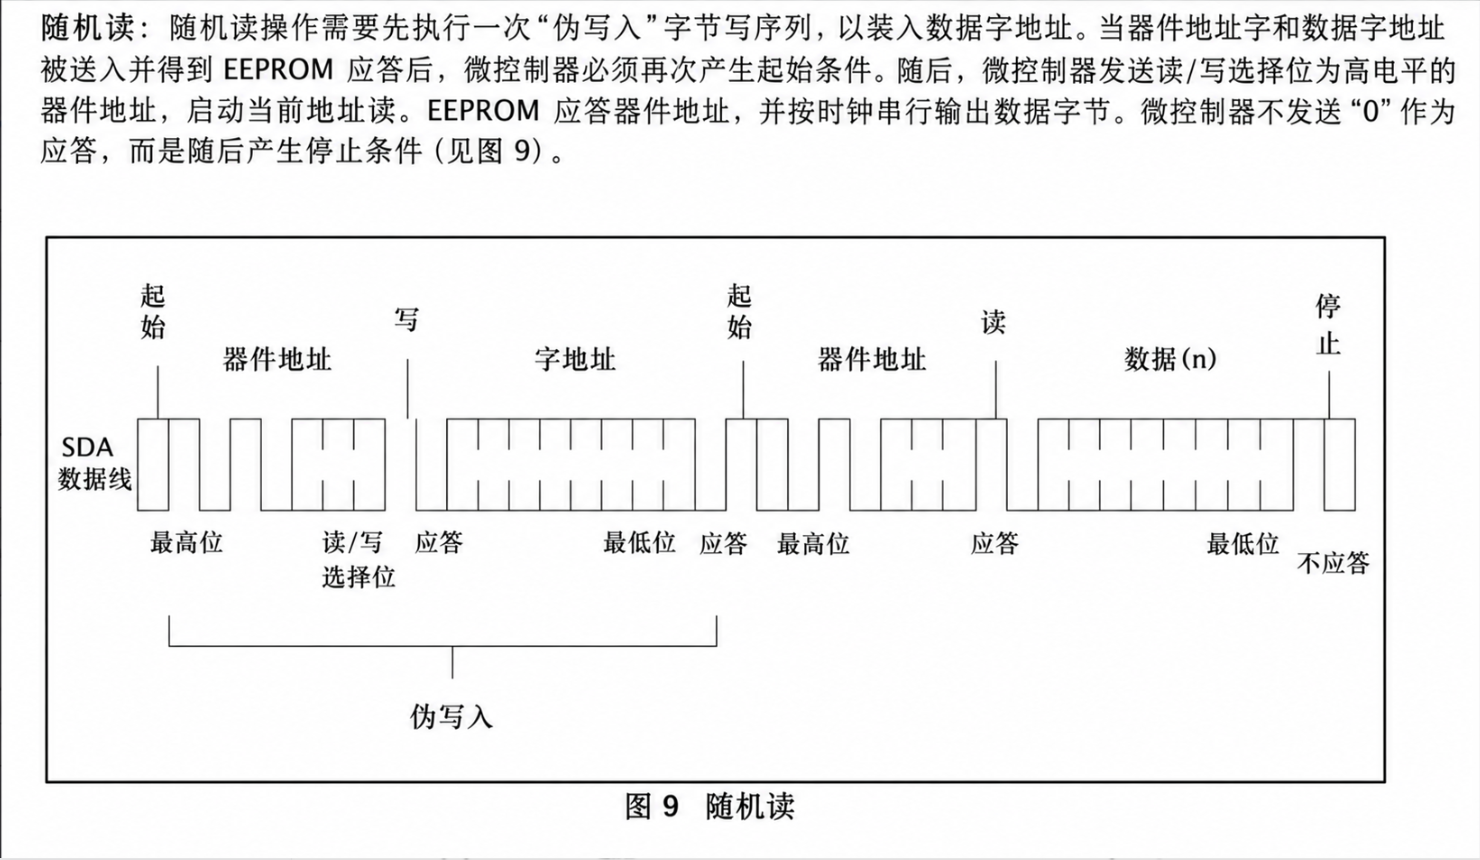 随机读：随机读操作需要先执行一次“伪写入”字节写序列，以装入数据字地址。当器件地址字和数据字地址
被送入并得到 EEPROM 应答后，微控制器必须再次产生起始条件。随后，微控制器发送读/写选择位为高电平的
器件地址，启动当前地址读。EEPROM 应答器件地址，并按时钟串行输出数据字节。微控制器不发送“0”作为
应答，而是随后产生停止条件（见图 9）。
起始
写
起始
读
停止
器件地址
字地址
器件地址
数据(n)
SDA
数据线
最高位
读/写
选择位
应答
最低位
应答
最高位
应答
最低位
不应答
伪写入
图 9 随机读